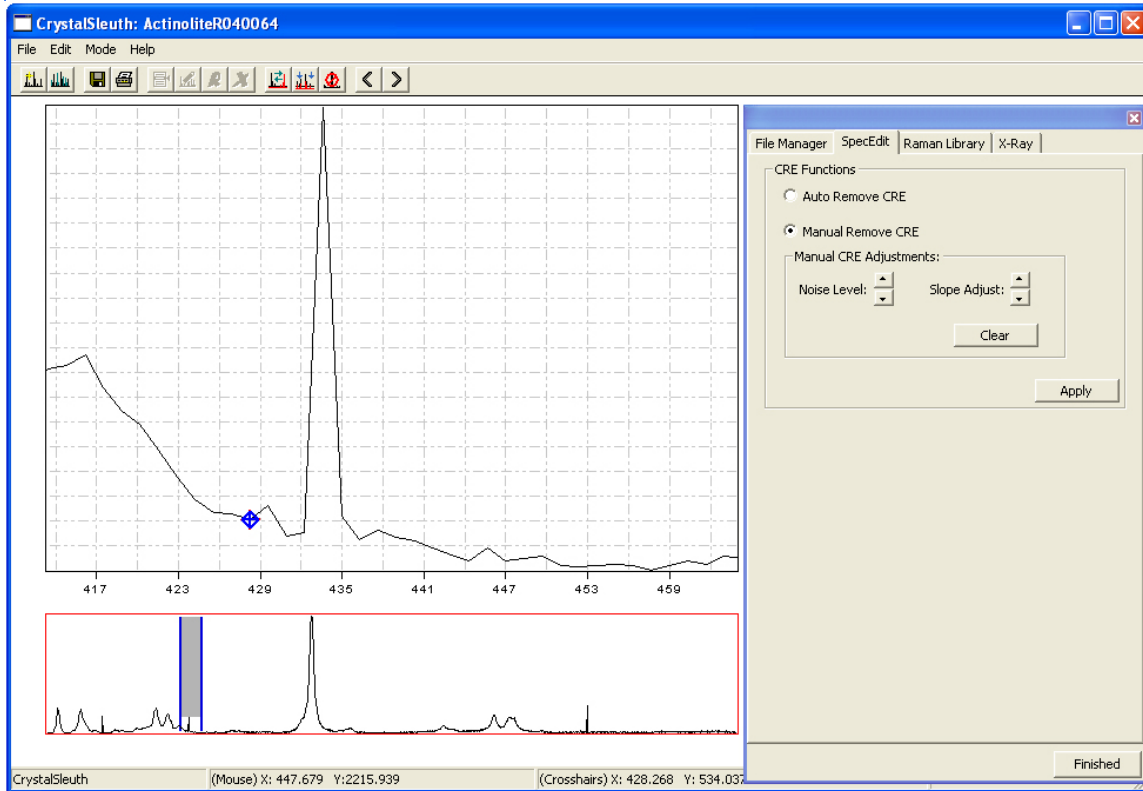 CrystalSleuth: ActinoliteR040064
File Edit Mode Help
File Manager SpecEdit Raman Library X-Ray
CRE Functions
Auto Remove CRE
Manual Remove CRE
Manual CRE Adjustments:
Noise Level: Slope Adjust:
Clear
Apply
417 423 429 435 441 447 453 459
Finished
CrystalSleuth (Mouse) X: 447.679 Y:2215.939 (Crosshairs) X: 428.268 Y: 534.037